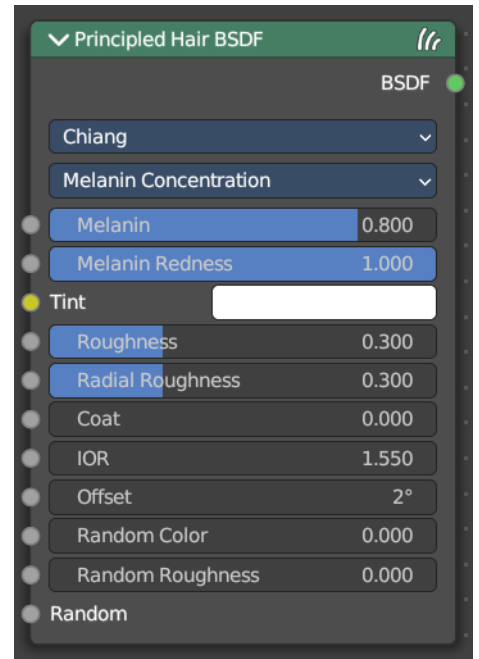 Principled Hair BSDF
BSDF
Chiang
Melanin Concentration
Melanin 0.800
Melanin Redness 1.000
Tint
Roughness 0.300
Radial Roughness 0.300
Coat 0.000
IOR 1.550
Offset 2°
Random Color 0.000
Random Roughness 0.000
Random